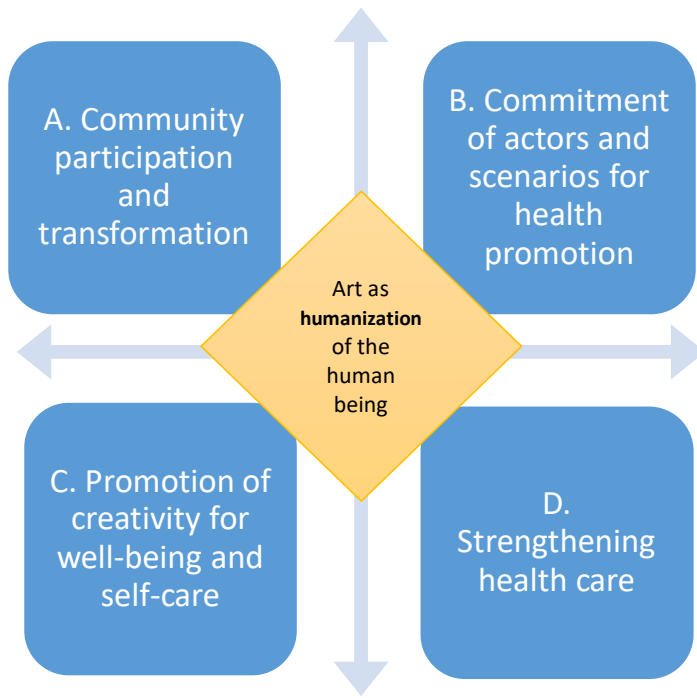 A. Community
participation
and
transformation
B. Commitment
of actors and
scenarios for
health
promotion
Art as
humanization
of the
human
being
C. Promotion of
creativity for
well-being and
self-care
D.
Strengthening
health care